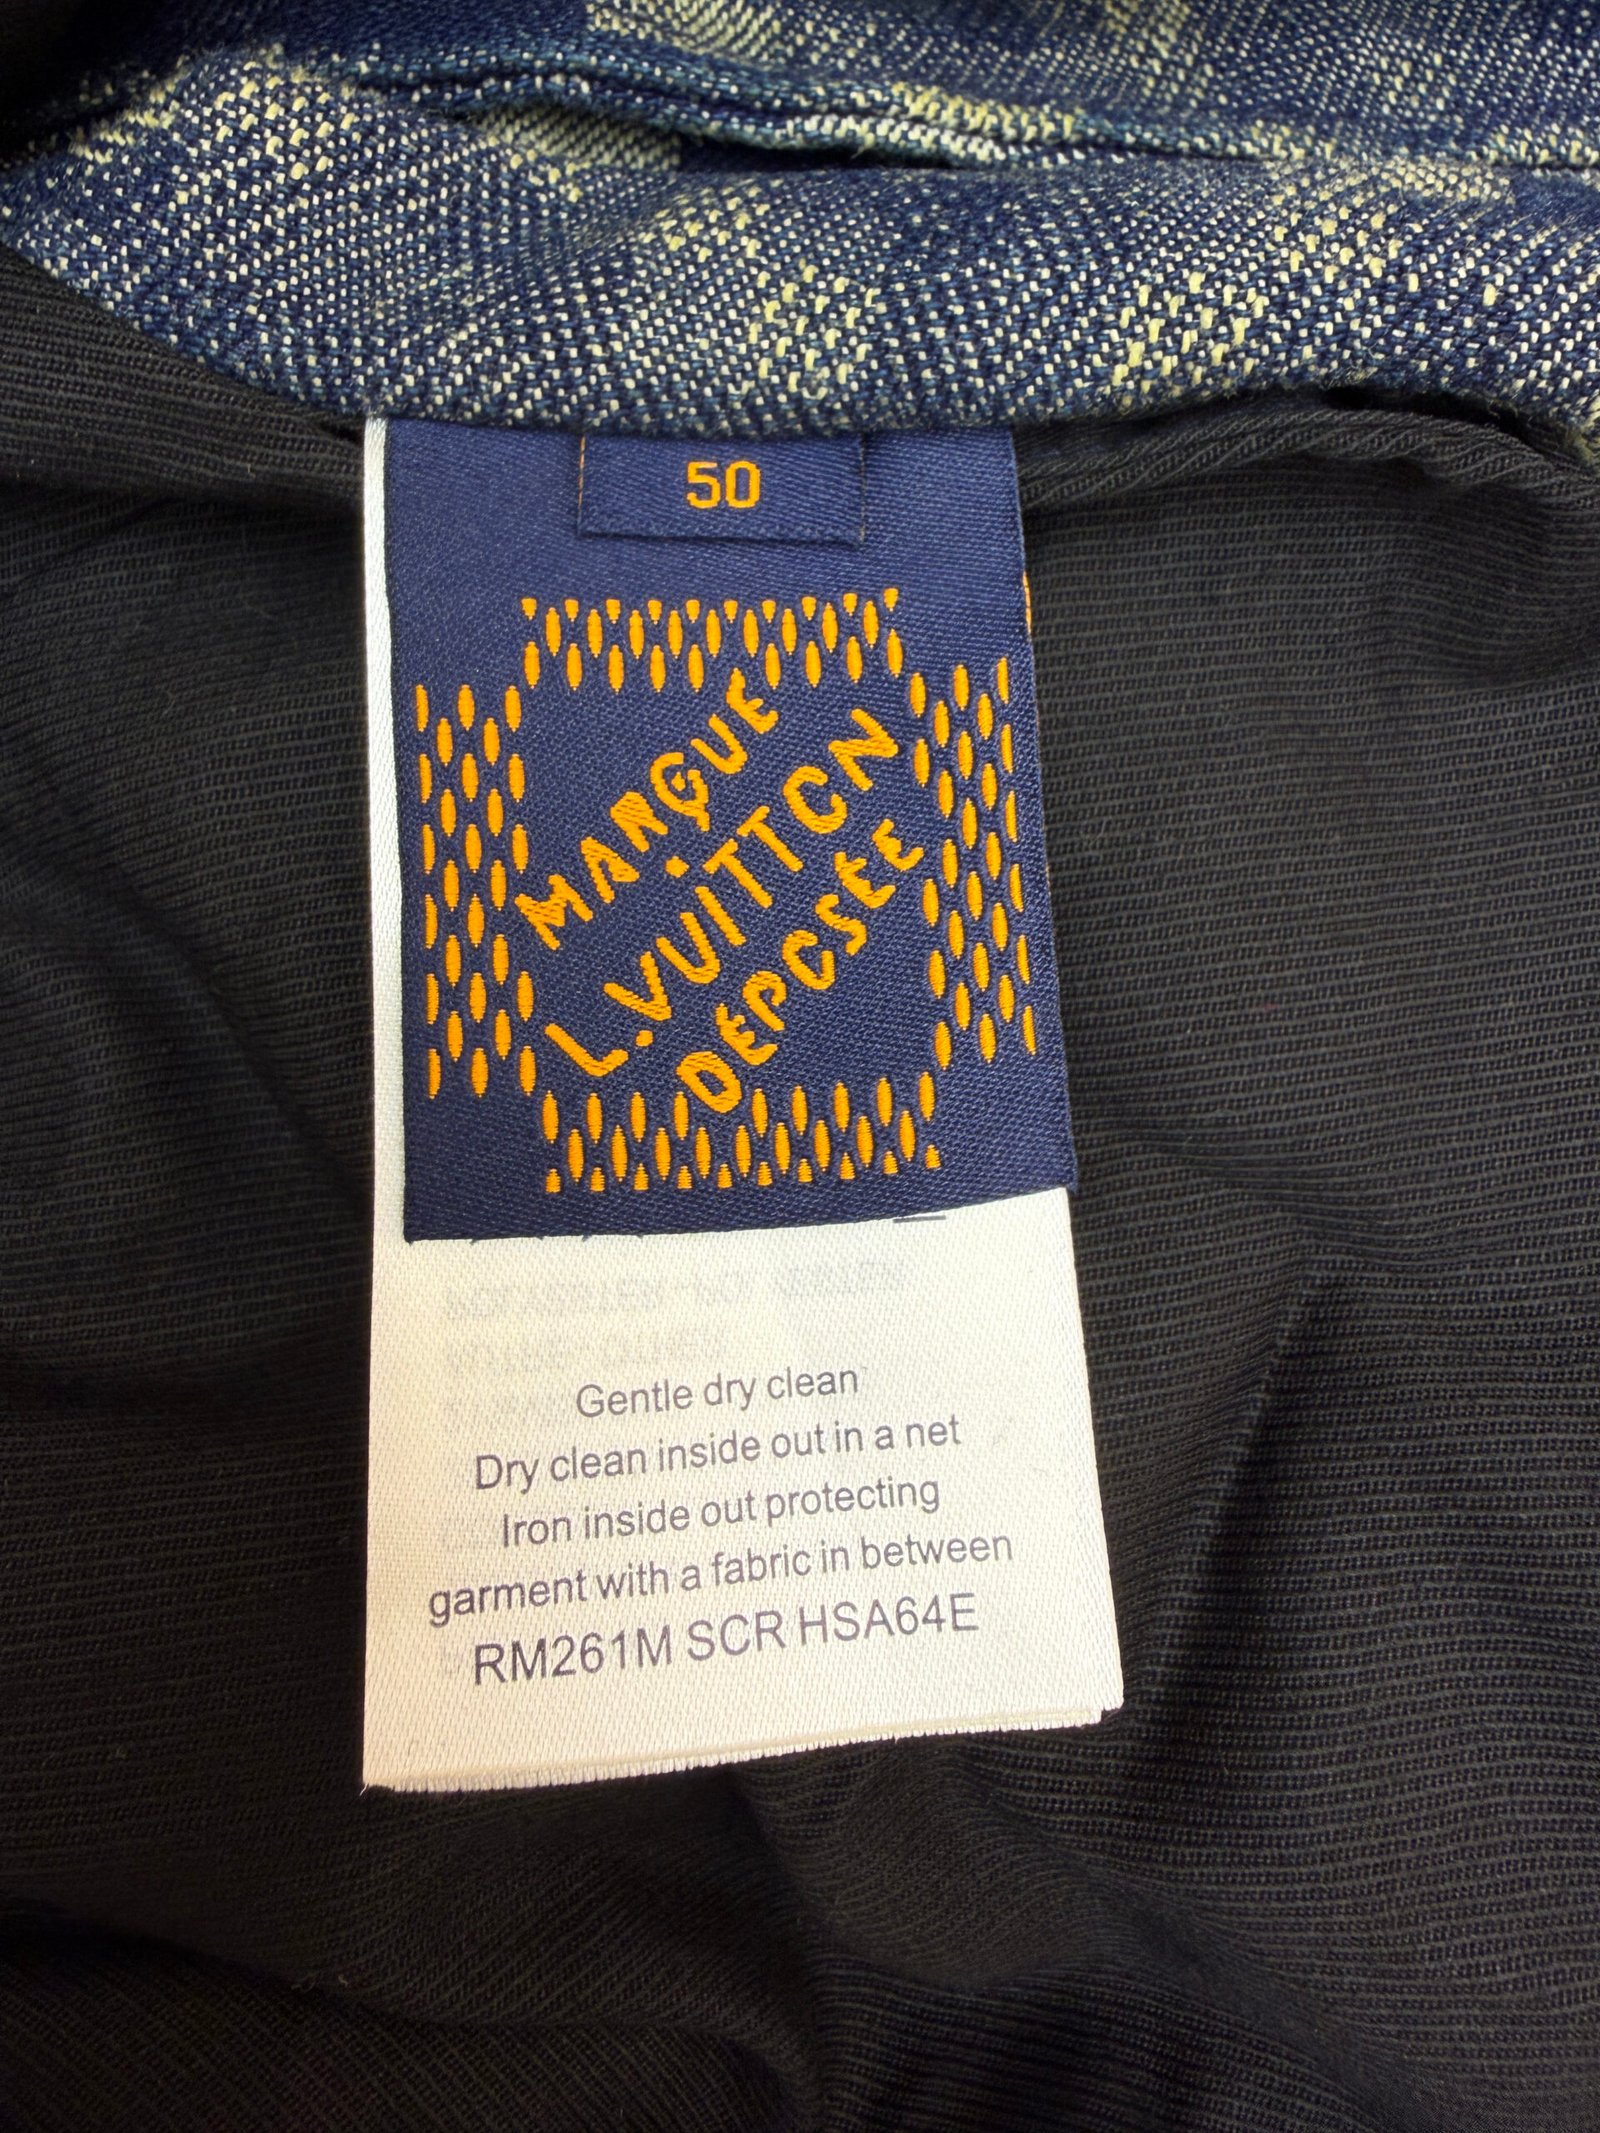 50
MARQUE
L.VUITTON
DÉPOSÉE
Gentle dry clean
Dry clean inside out in a net
Iron inside out protecting
garment with a fabric in between
RM261M SCR HSA64E